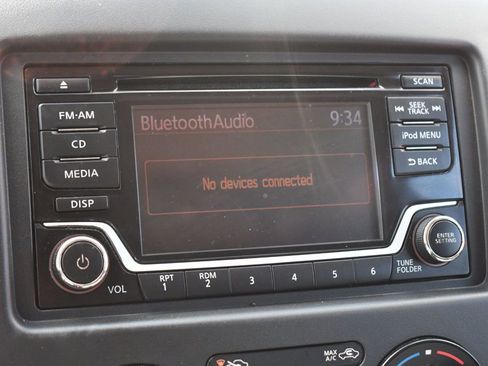 SCAN
FM·AM
CD
MEDIA
DISP
BluetoothAudio 9:34
No devices connected
SEEK
TRACK
iPod MENU
BACK
ENTER
SETTING
TUNE
FOLDER
VOL
RPT
1
RDM
2
3
4
5
6
MAX
A/C